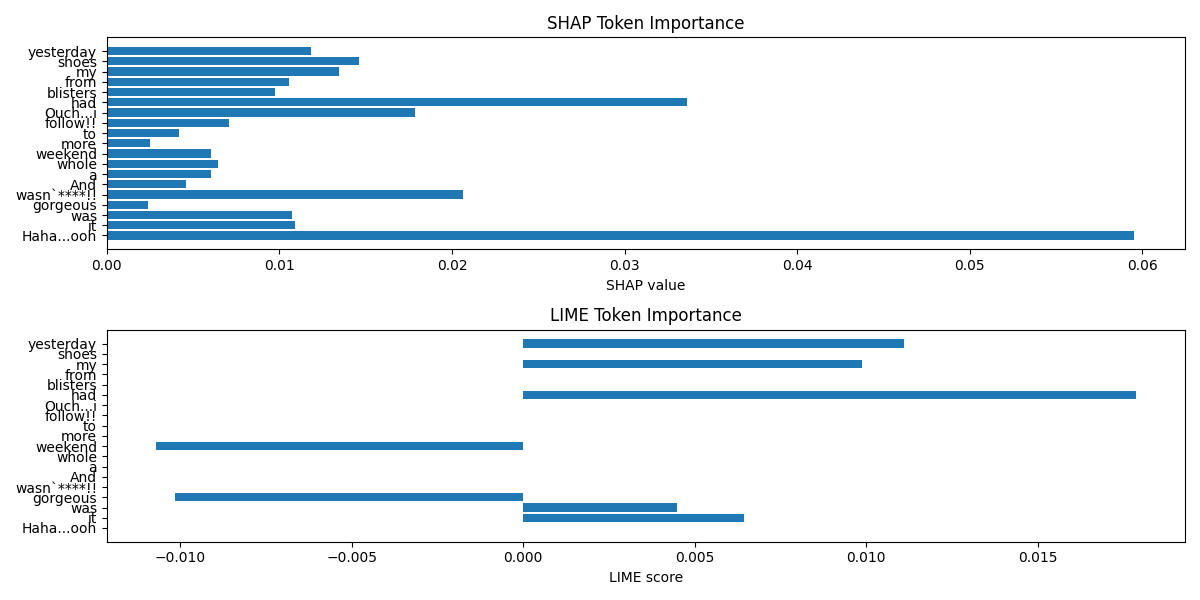 SHAP Token Importance
yesterday
shoes
my
from
blisters
had
Ouch...i
follow!!
to
more
weekend
whole
a
And
wasn`****!!
gorgeous
was
it
Haha...ooh
0.00 0.01 0.02 0.03 0.04 0.05 0.06
SHAP value
LIME Token Importance
yesterday
shoes
my
from
blisters
had
Ouch...i
follow!!
to
more
weekend
whole
a
And
wasn`****!!
gorgeous
was
it
Haha...ooh
−0.010 −0.005 0.000 0.005 0.010 0.015
LIME score